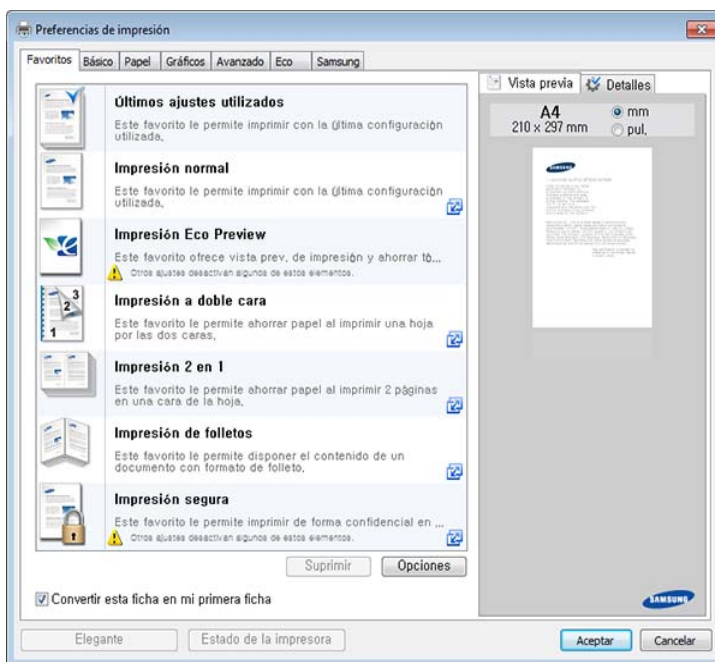 Preferencias de impresión
Favoritos Básico Papel Gráficos Avanzado Eco Samsung
Últimos ajustes utilizados
Este favorito le permite imprimir con la última configuración
utilizada.
Impresión normal
Este favorito le permite imprimir con la última configuración
utilizada.
Impresión Eco Preview
Este favorito ofrece vista prev. de impresión y ahorrar tó...
Otros ajustes desactivan algunos de estos elementos.
1 2 3
Impresión a doble cara
Este favorito le permite ahorrar papel al imprimir una hoja
por las dos caras.
Impresión 2 en 1
Este favorito le permite ahorrar papel al imprimir 2 páginas
en una cara de la hoja.
Impresión de folletos
Este favorito le permite disponer el contenido de un
documento con formato de folleto.
Impresión segura
Este favorito le permite imprimir de forma confidencial en ...
Otros ajustes desactivan algunos de estos elementos.
Suprimir Opciones
Convertir esta ficha en mi primera ficha
Vista previa Detalles
A4 mm
210 x 297 mm pul.
SAMSUNG
SAMSUNG
Elegante Estado de la impresora Aceptar Cancelar